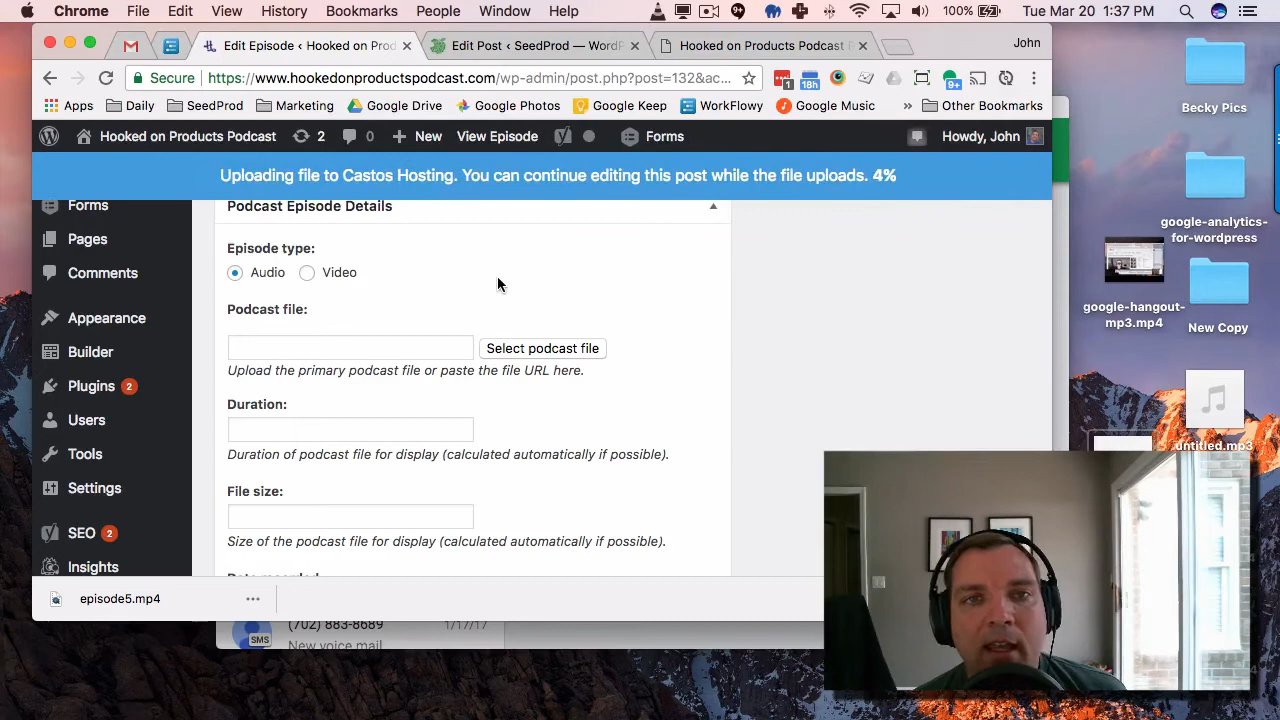 Chrome File Edit View History Bookmarks People Window Help 9+ 100% Tue Mar 20 1:37 PM
Edit Episode ‹ Hooked on Prod × Edit Post ‹ SeedProd — WordP × Hooked on Products Podcast F × John
Secure https://www.hookedonproductspodcast.com/wp-admin/post.php?post=132&ac... 1 18h 9+
Apps Daily SeedProd Marketing Google Drive Google Photos Google Keep WorkFlowy Google Music » Other Bookmarks
Hooked on Products Podcast 2 0 New View Episode Forms Howdy, John
Uploading file to Castos Hosting. You can continue editing this post while the file uploads. 4%
Forms
Pages
Comments
Appearance
Builder
Plugins 2
Users
Tools
Settings
SEO 2
Insights
Podcast Episode Details
Episode type:
Audio Video
Podcast file:
Select podcast file
Upload the primary podcast file or paste the file URL here.
Duration:
Duration of podcast file for display (calculated automatically if possible).
File size:
Size of the podcast file for display (calculated automatically if possible).
Date recorded
episode5.mp4
SMS (702) 883-8689 1/17/17
New voice mail
Becky Pics
google-analytics-
for-wordpress
google-hangout-
mp3.mp4
New Copy
untitled.mp3